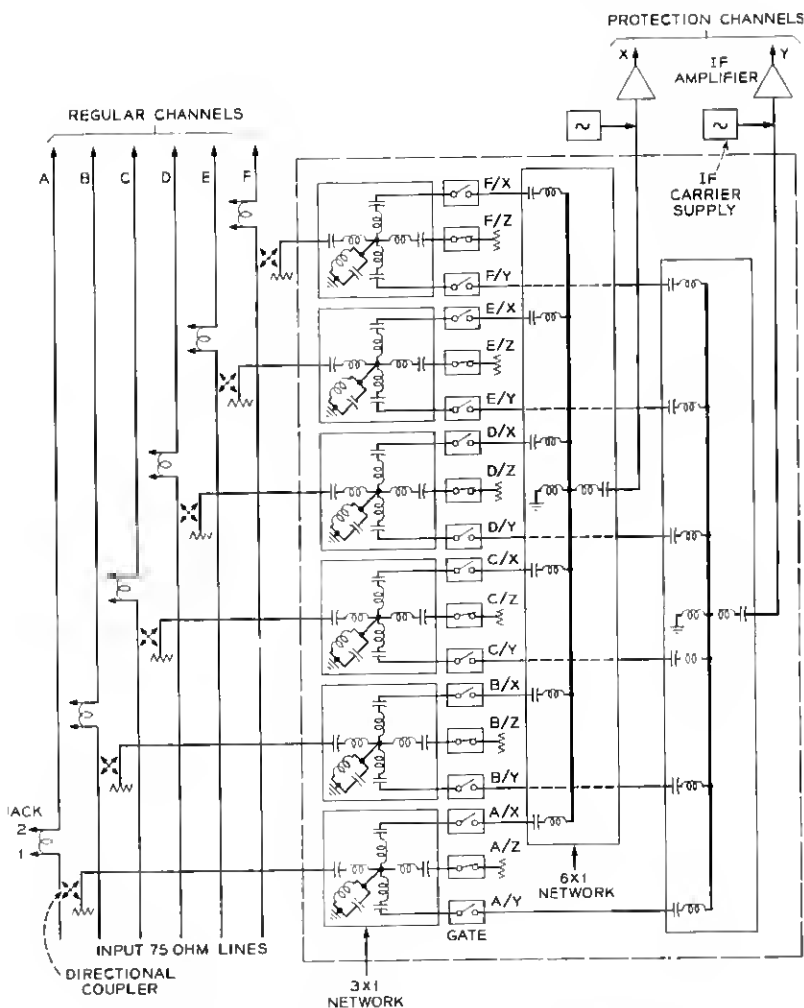 PROTECTION CHANNELS
X
IF
AMPLIFIER
Y
REGULAR CHANNELS
A
B
C
D
E
F
IF
CARRIER
SUPPLY
F/X
F/Z
F/Y
E/X
E/Z
E/Y
D/X
D/Z
D/Y
C/X
C/Z
C/Y
B/X
B/Z
B/Y
A/X
A/Z
A/Y
JACK
2
1
6X1
NETWORK
INPUT 75 OHM LINES
GATE
DIRECTIONAL
COUPLER
3X1
NETWORK